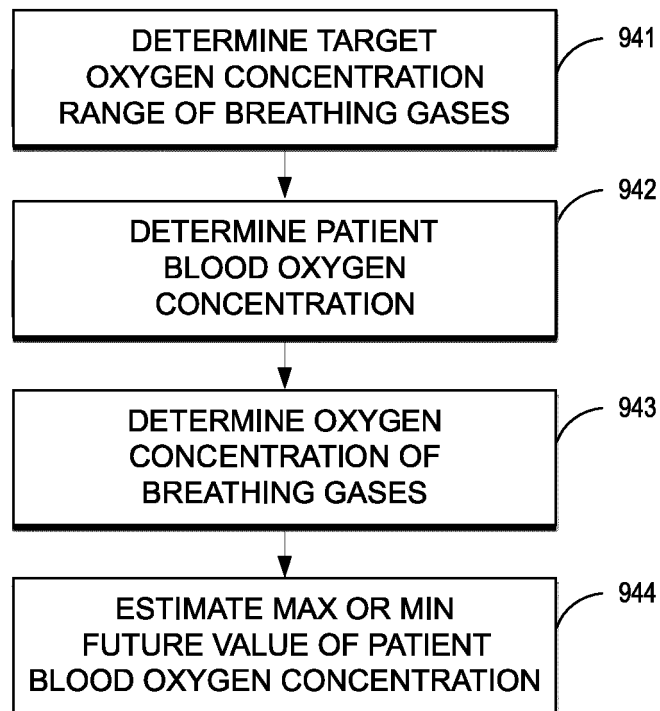 DETERMINE TARGET
OXYGEN CONCENTRATION
RANGE OF BREATHING GASES
941
DETERMINE PATIENT
BLOOD OXYGEN
CONCENTRATION
942
DETERMINE OXYGEN
CONCENTRATION OF
BREATHING GASES
943
ESTIMATE MAX OR MIN
FUTURE VALUE OF PATIENT
BLOOD OXYGEN CONCENTRATION
944